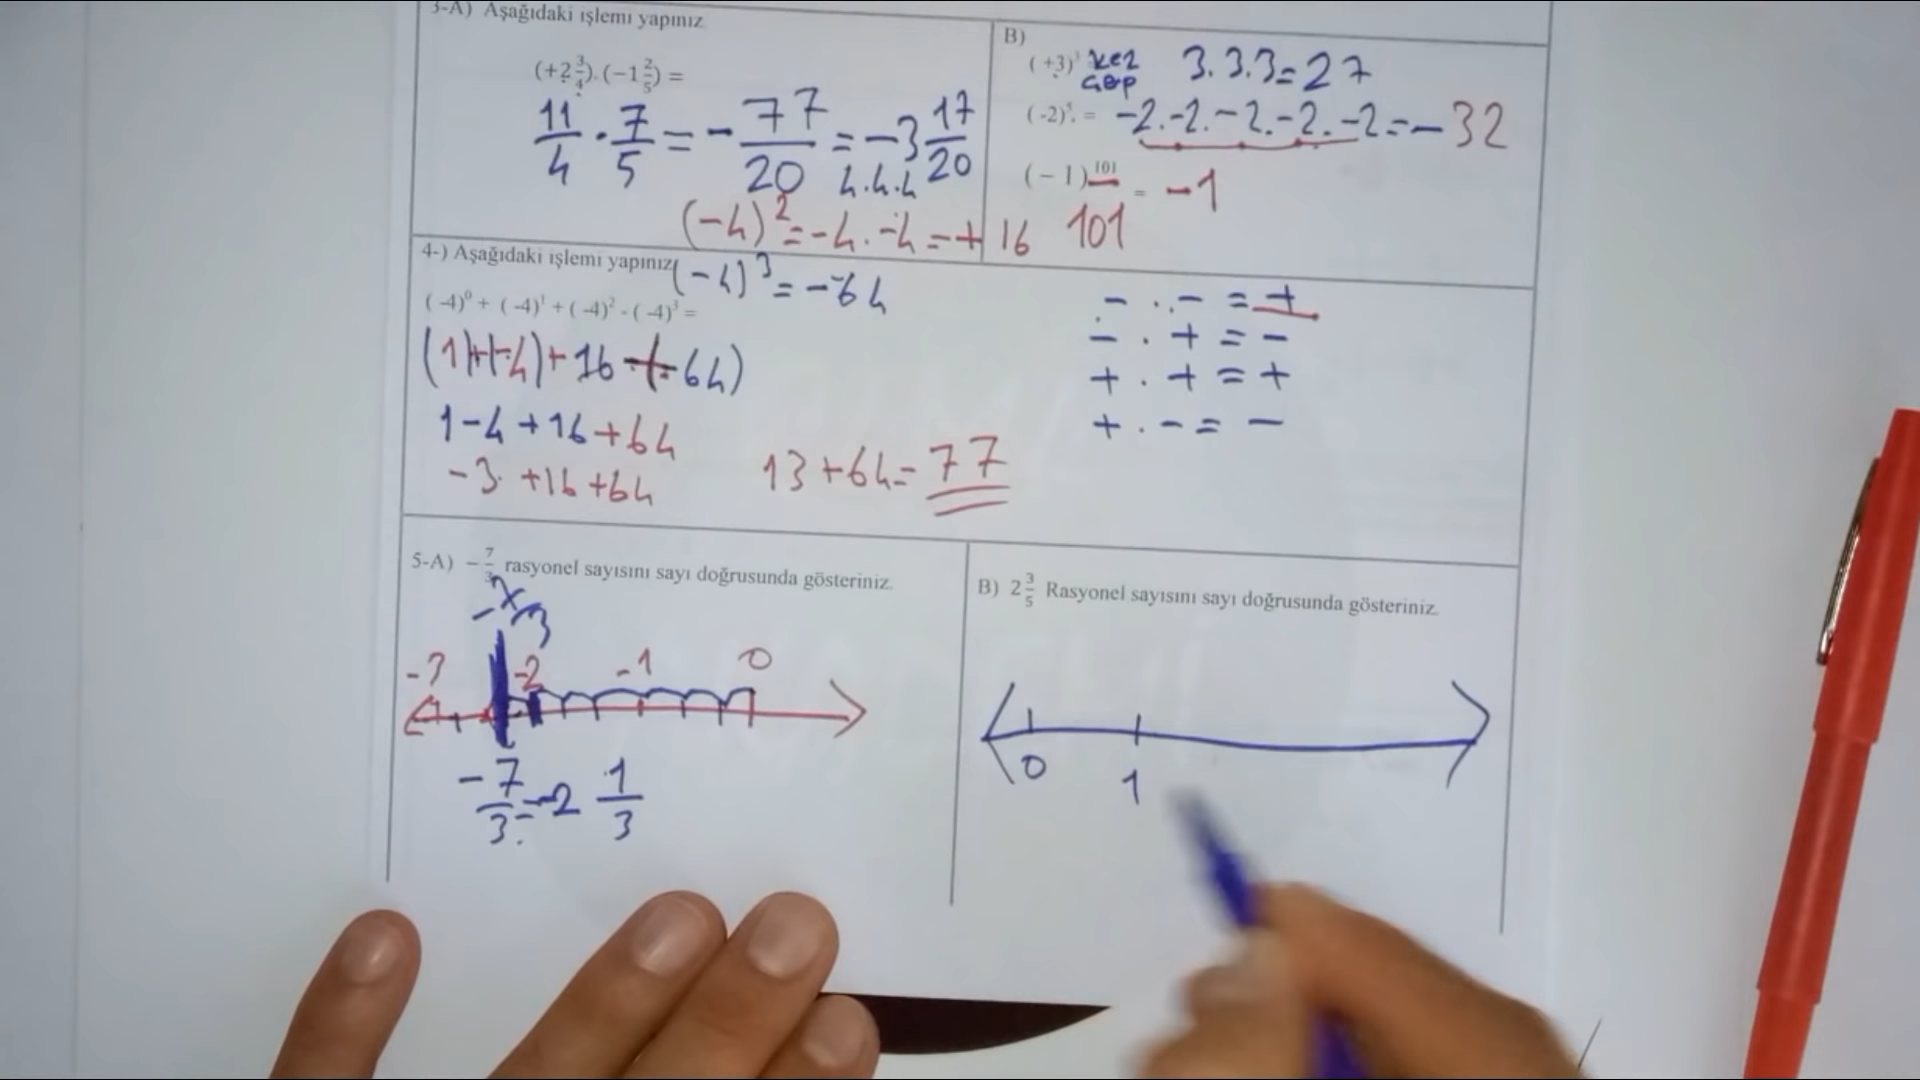 3-A) Aşağıdaki işlemi yapınız
(+2 3/4).(-1 2/5) =
11/4 . 7/5 = - 77/20 = -3 17/20
4.4.4
(-4)² = -4 . -4 = + 16
B)
(+3)³ kez çarp 3.3.3=27
(-2)⁵ = -2.-2.-2.-2.-2=-32
(-1)¹⁰¹ = -1
101
4-) Aşağıdaki işlemi yapınız
(-4)³ = -64
(-4)⁰ + (-4)¹ + (-4)² - (-4)³ =
(1)+(-4)+16-(-64)
1-4+16+64
-3 +16 +64
13+64=77
- . - = +
- . + = -
+ . + = +
+ . - = -
5-A) -7/3 rasyonel sayısını sayı doğrusunda gösteriniz.
-7/3
-3 -2 -1 0
-7/3 = -2 1/3
B) 2 3/5 Rasyonel sayısını sayı doğrusunda gösteriniz.
0 1